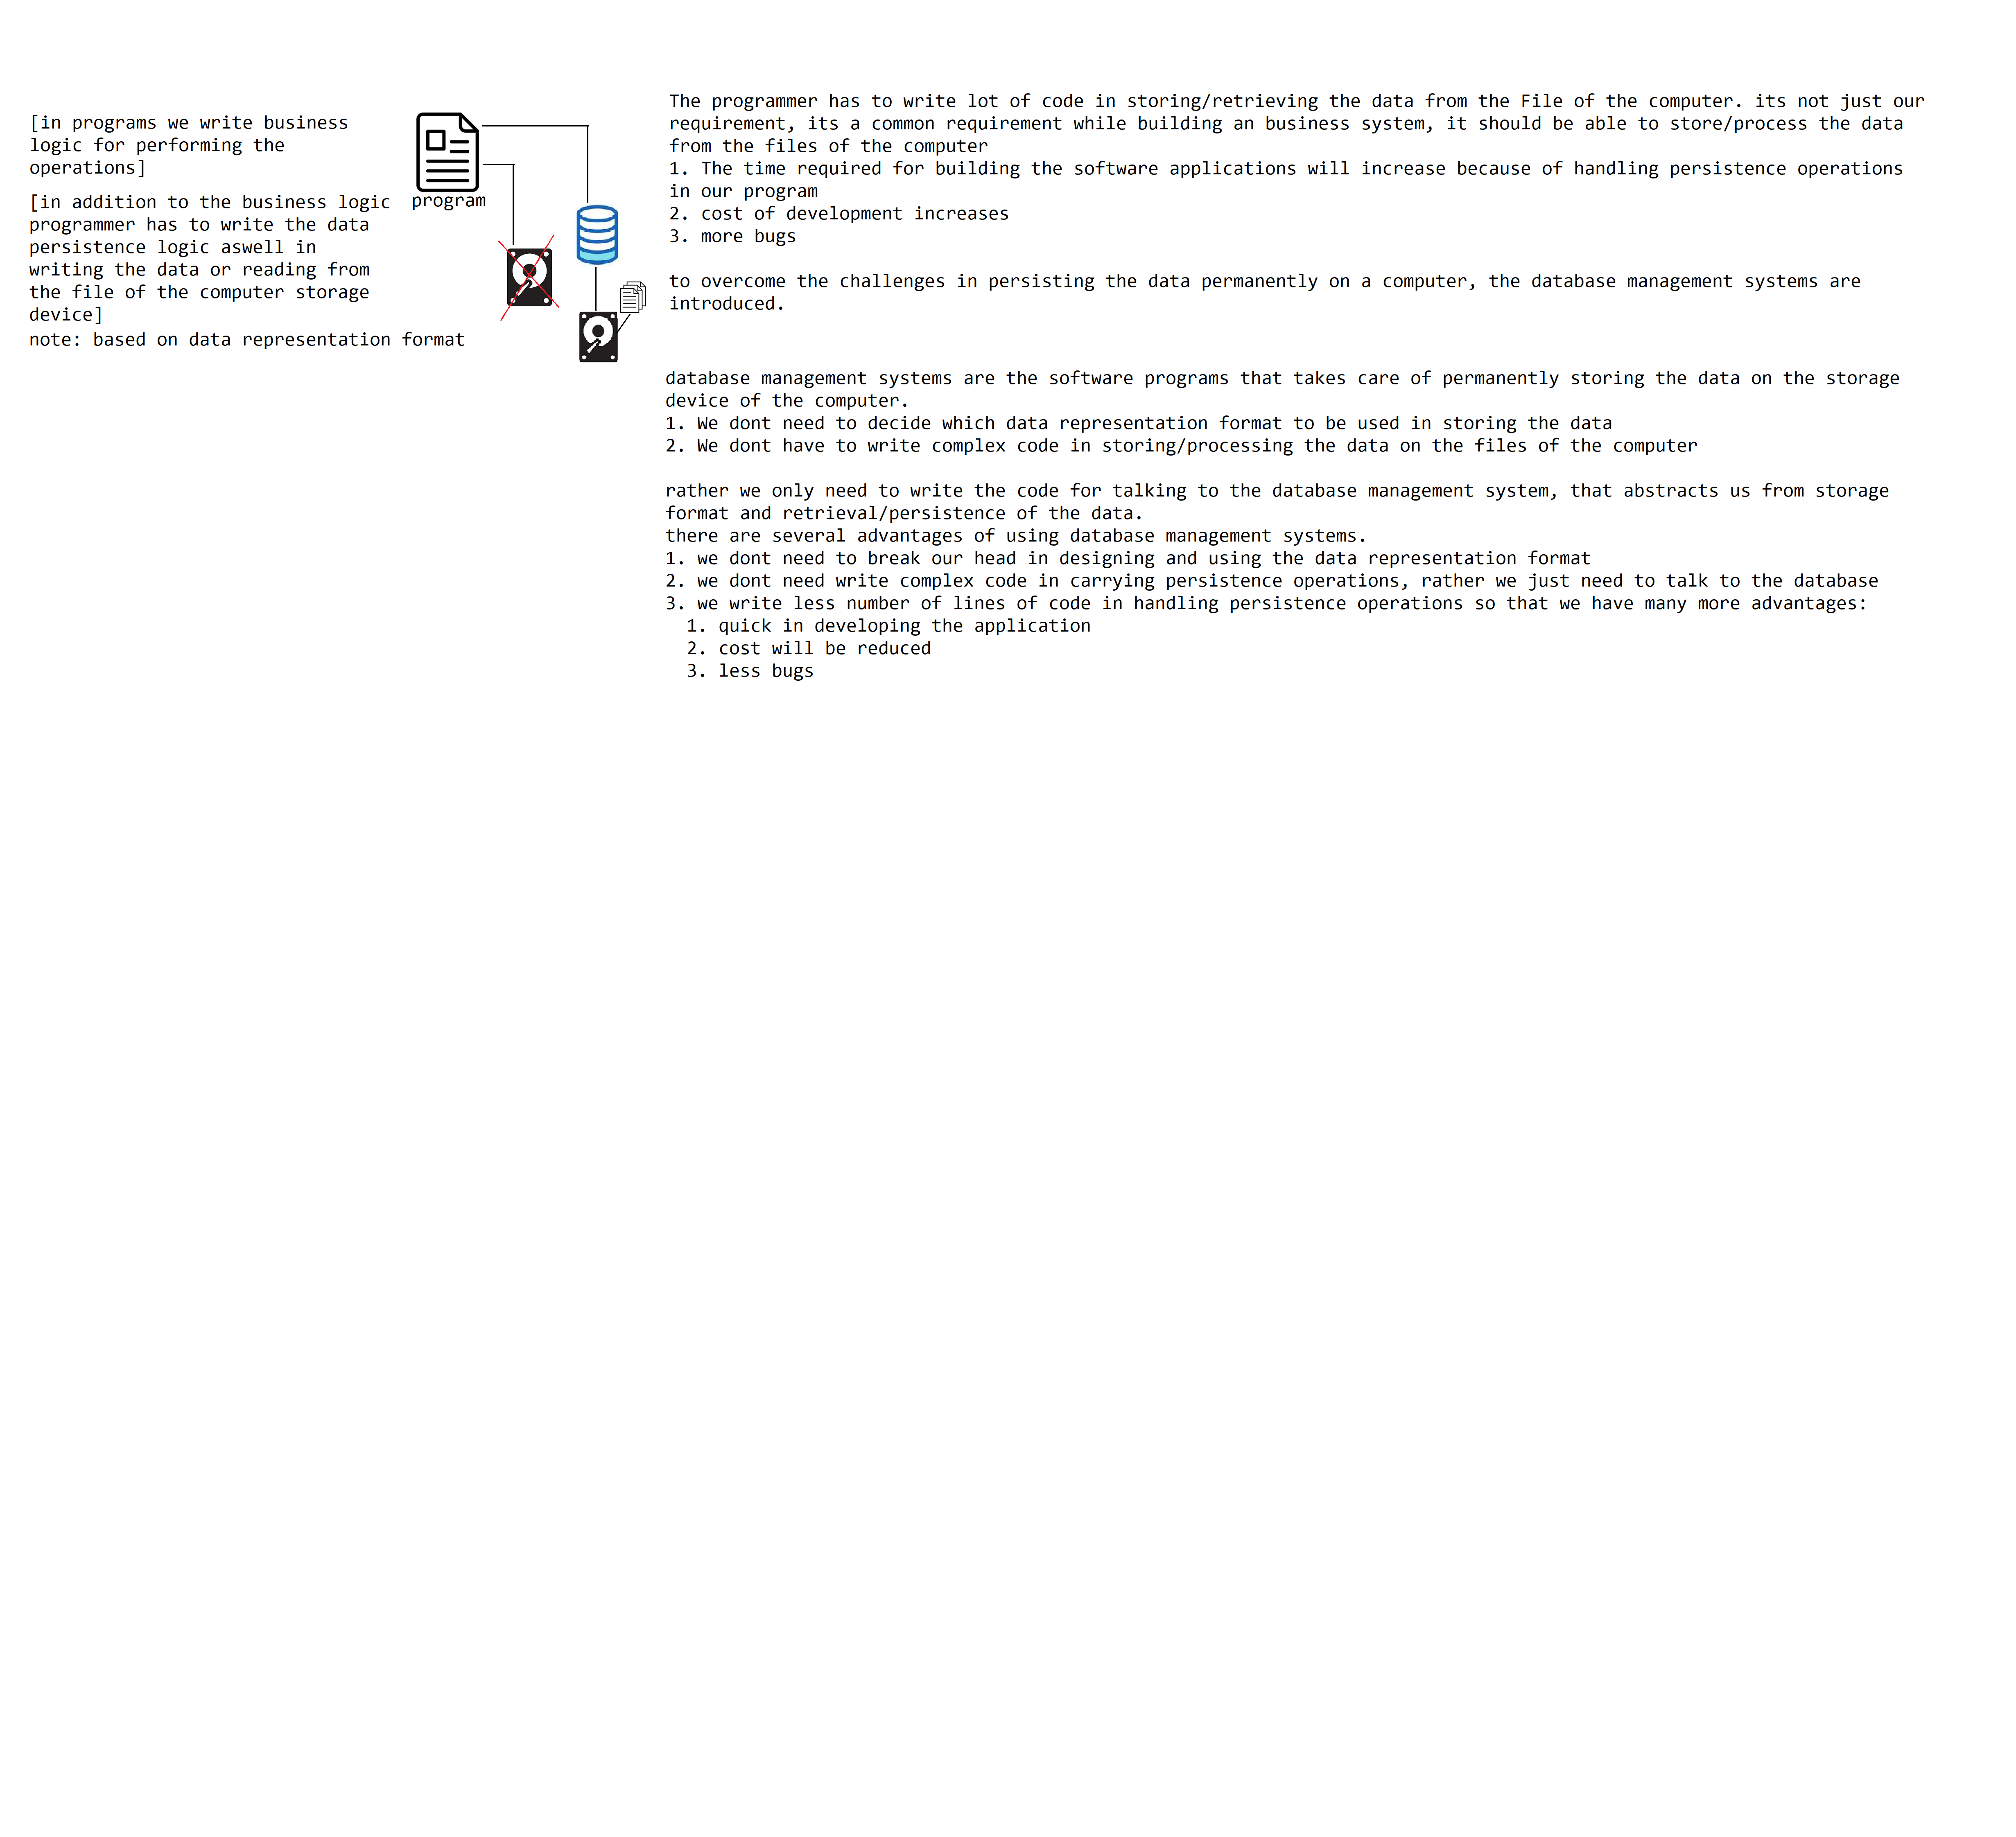 [in programs we write business
logic for performing the
operations]
[in addition to the business logic
programmer has to write the data
persistence logic aswell in
writing the data or reading from
the file of the computer storage
device]
note: based on data representation format
program
The programmer has to write lot of code in storing/retrieving the data from the File of the computer. its not just our
requirement, its a common requirement while building an business system, it should be able to store/process the data
from the files of the computer
1. The time required for building the software applications will increase because of handling persistence operations
in our program
2. cost of development increases
3. more bugs
to overcome the challenges in persisting the data permanently on a computer, the database management systems are
introduced.
database management systems are the software programs that takes care of permanently storing the data on the storage
device of the computer.
1. We dont need to decide which data representation format to be used in storing the data
2. We dont have to write complex code in storing/processing the data on the files of the computer
rather we only need to write the code for talking to the database management system, that abstracts us from storage
format and retrieval/persistence of the data.
there are several advantages of using database management systems.
1. we dont need to break our head in designing and using the data representation format
2. we dont need write complex code in carrying persistence operations, rather we just need to talk to the database
3. we write less number of lines of code in handling persistence operations so that we have many more advantages:
1. quick in developing the application
2. cost will be reduced
3. less bugs